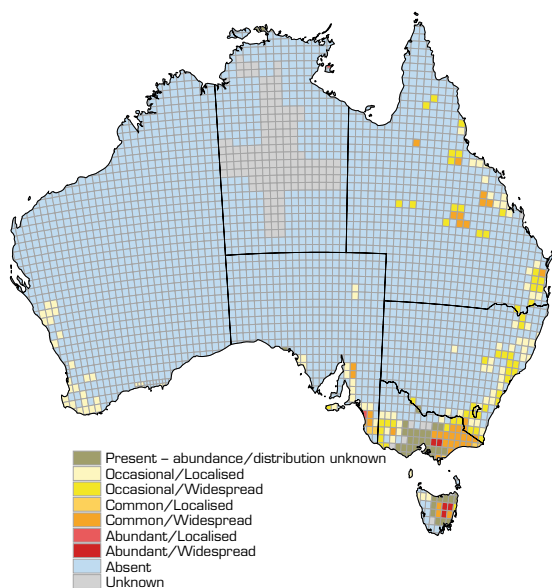 Present – abundance/distribution unknown
Occasional/Localised
Occasional/Widespread
Common/Localised
Common/Widespread
Abundant/Localised
Abundant/Widespread
Absent
Unknown